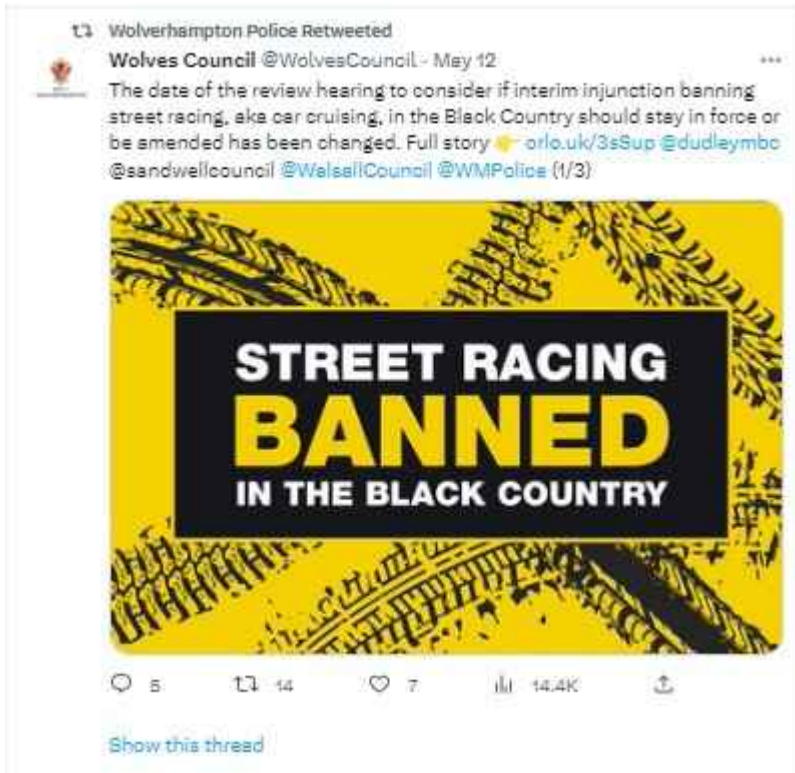 Wolverhampton Police Retweeted
Wolves Council @WolvesCouncil · May 12
The date of the review hearing to consider if interim injunction banning
street racing, aka car cruising, in the Black Country should stay in force or
be amended has been changed. Full story 👉 orlo.uk/3sSup @dudleymbc
@sandwellcouncil @WalsallCouncil @WMPolice (1/3)
STREET RACING
BANNED
IN THE BLACK COUNTRY
5 14 7 14.4K
Show this thread